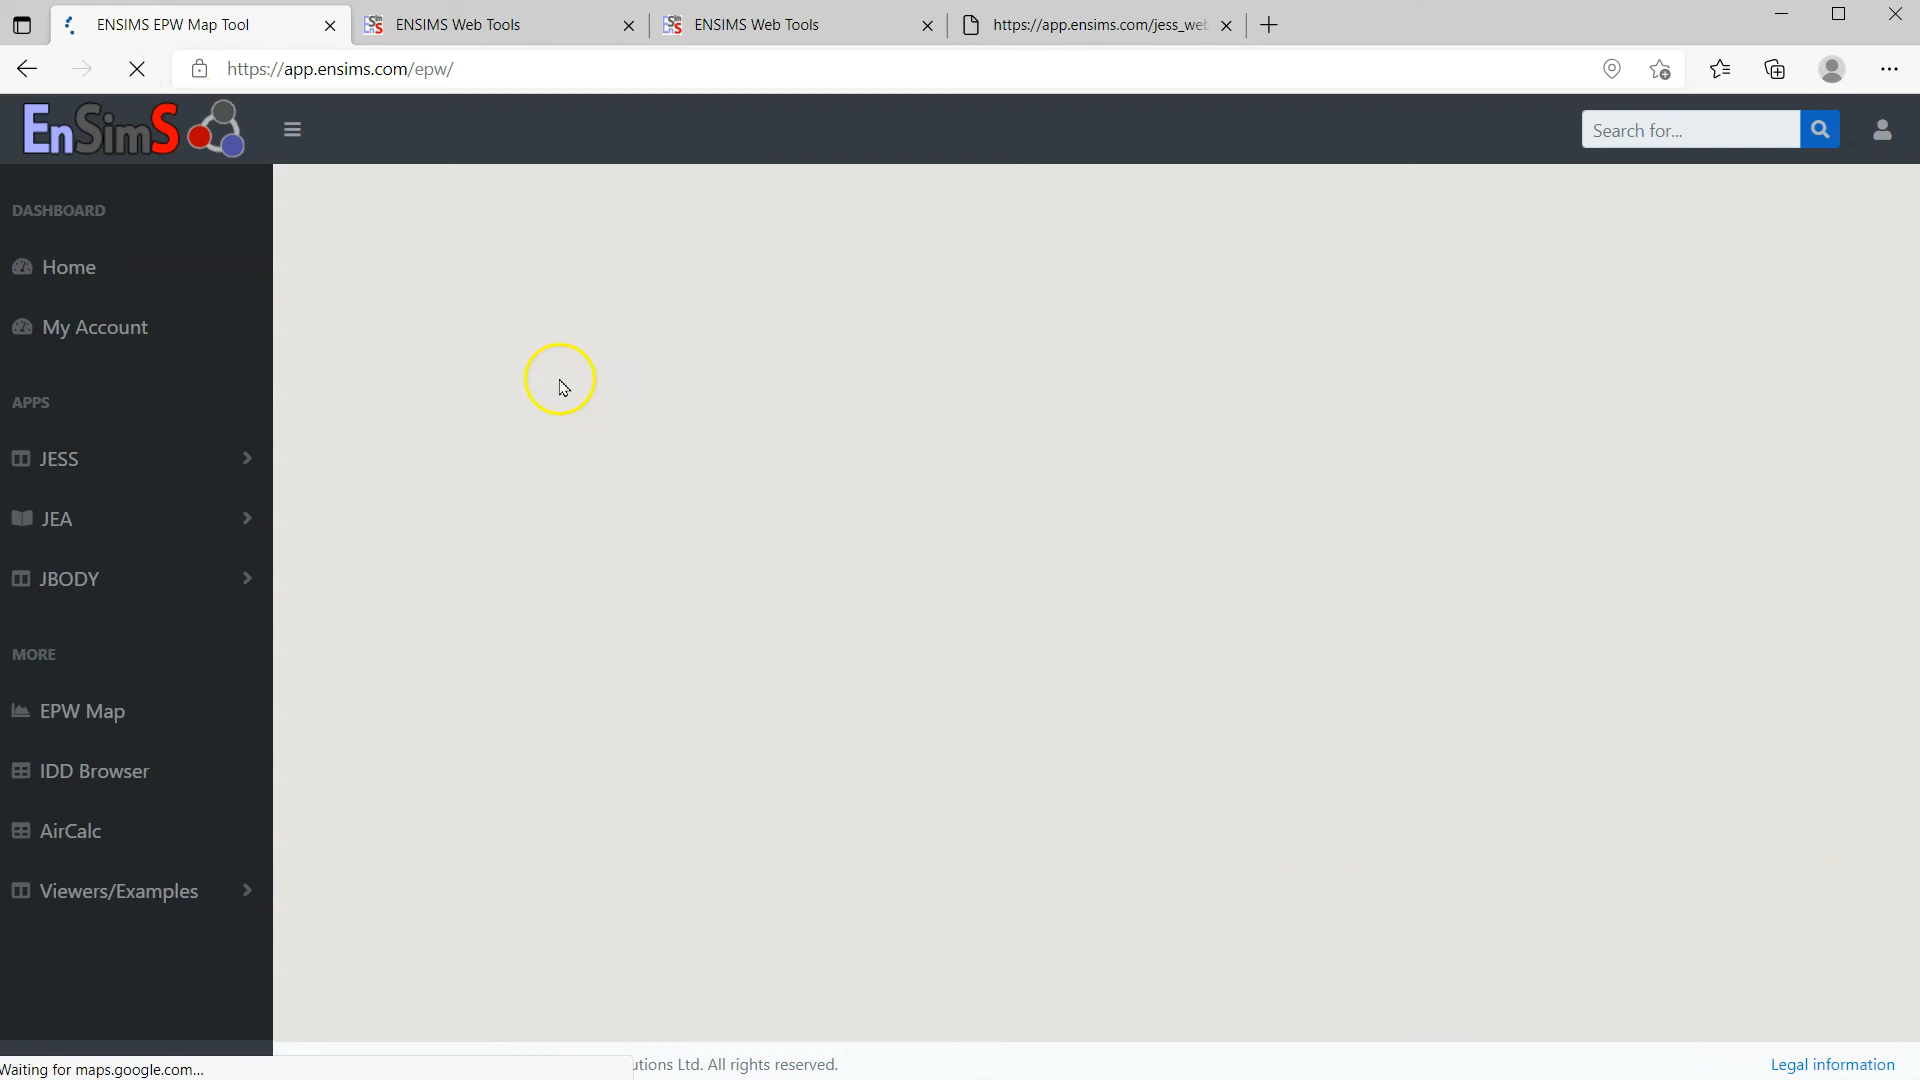 ENSIMS EPW Map Tool
ENSIMS Web Tools
ENSIMS Web Tools
https://app.ensims.com/jess_we
https://app.ensims.com/epw/
EnSimS
Search for...
DASHBOARD
Home
My Account
APPS
JESS
JEA
JBODY
MORE
EPW Map
IDD Browser
AirCalc
Viewers/Examples
Waiting for maps.google.com...
utions Ltd. All rights reserved.
Legal information